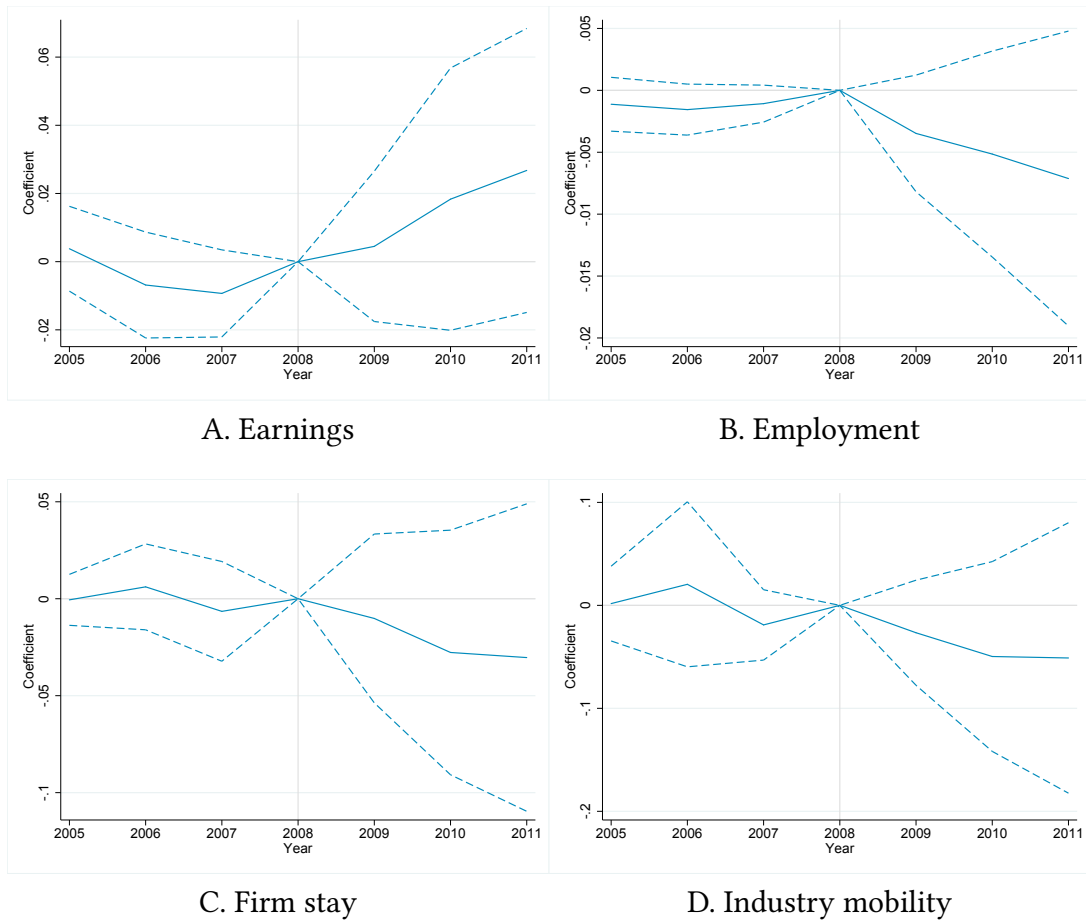 .06
.04
.02
0
-.02
Coefficient
2005 2006 2007 2008 2009 2010 2011
Year
A. Earnings
.005
0
-.005
-.01
-.015
-.02
Coefficient
2005 2006 2007 2008 2009 2010 2011
Year
B. Employment
.05
0
-.05
-.1
Coefficient
2005 2006 2007 2008 2009 2010 2011
Year
C. Firm stay
.1
0
-.1
-.2
Coefficient
2005 2006 2007 2008 2009 2010 2011
Year
D. Industry mobility